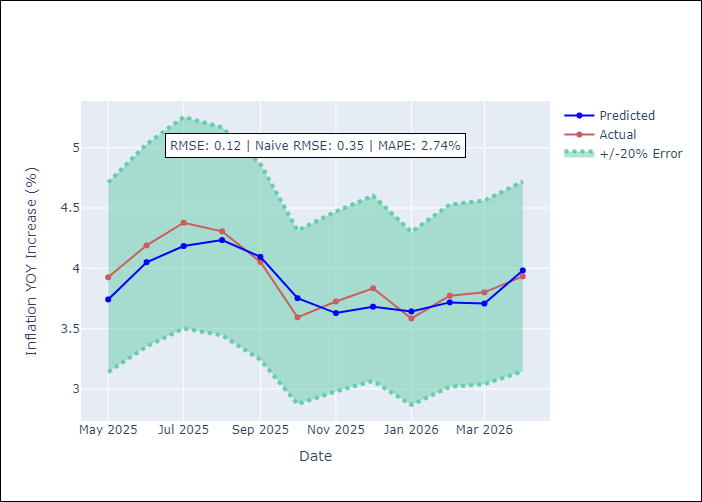 Predicted
Actual
+/-20% Error
RMSE: 0.12 | Naive RMSE: 0.35 | MAPE: 2.74%
5
4.5
4
3.5
3
Inflation YOY Increase (%)
May 2025
Jul 2025
Sep 2025
Nov 2025
Jan 2026
Mar 2026
Date